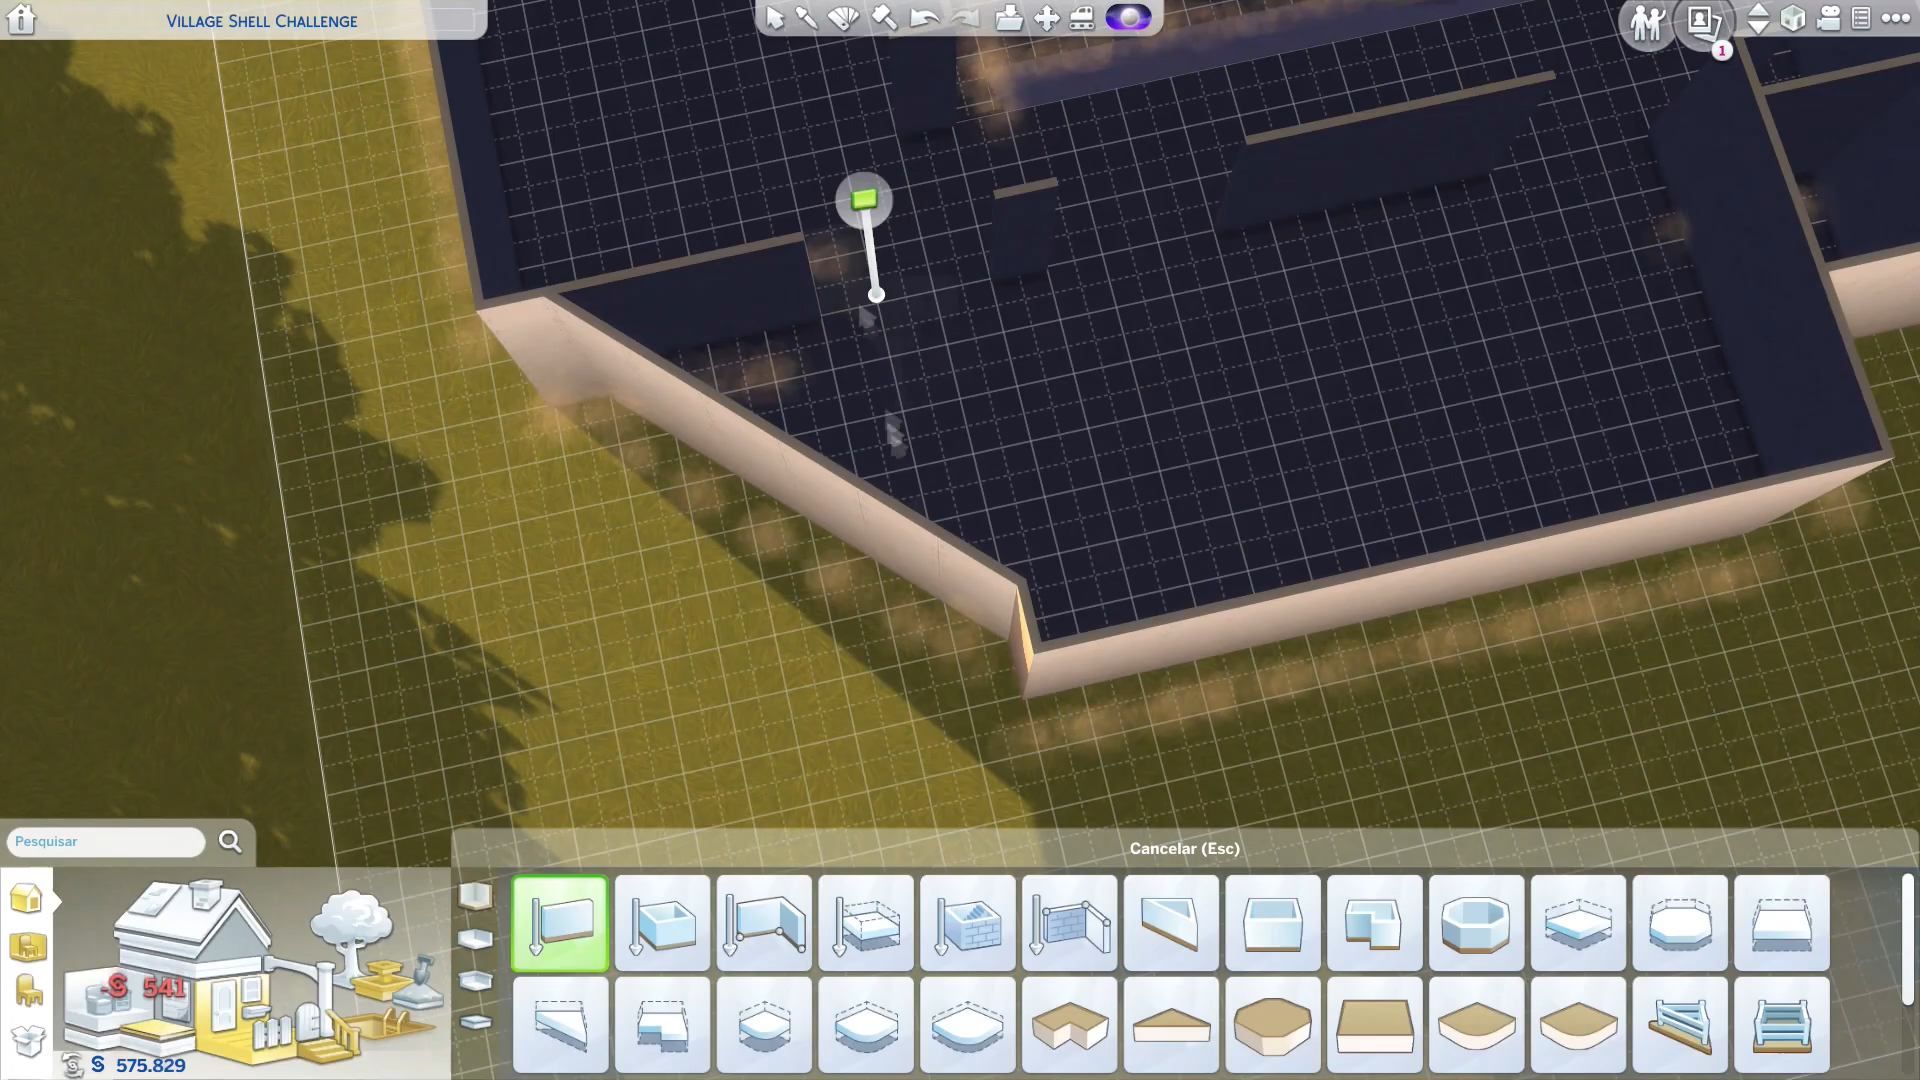 VILLAGE SHELL CHALLENGE
1
Pesquisar
Cancelar (Esc)
-§ 541
§ 575.829